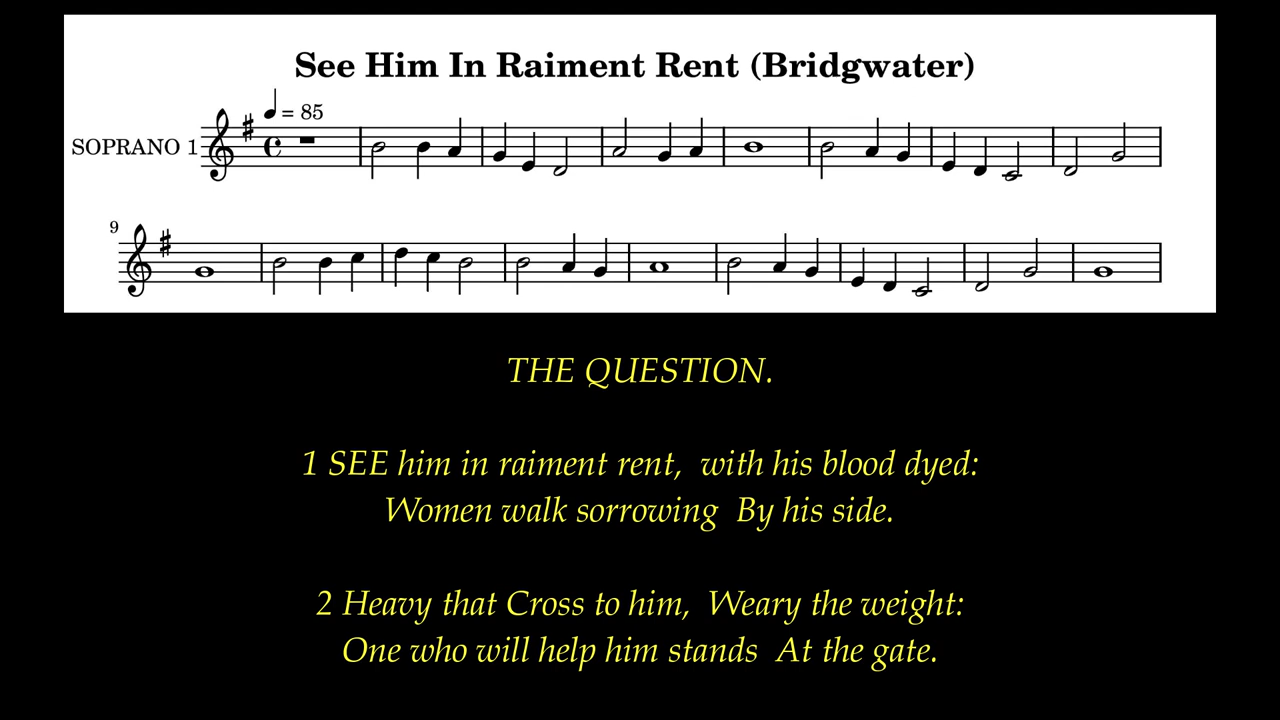 See Him In Raiment Rent (Bridgwater)
= 85
SOPRANO 1
9
THE QUESTION.
1 SEE him in raiment rent, with his blood dyed:
Women walk sorrowing By his side.
2 Heavy that Cross to him, Weary the weight:
One who will help him stands At the gate.